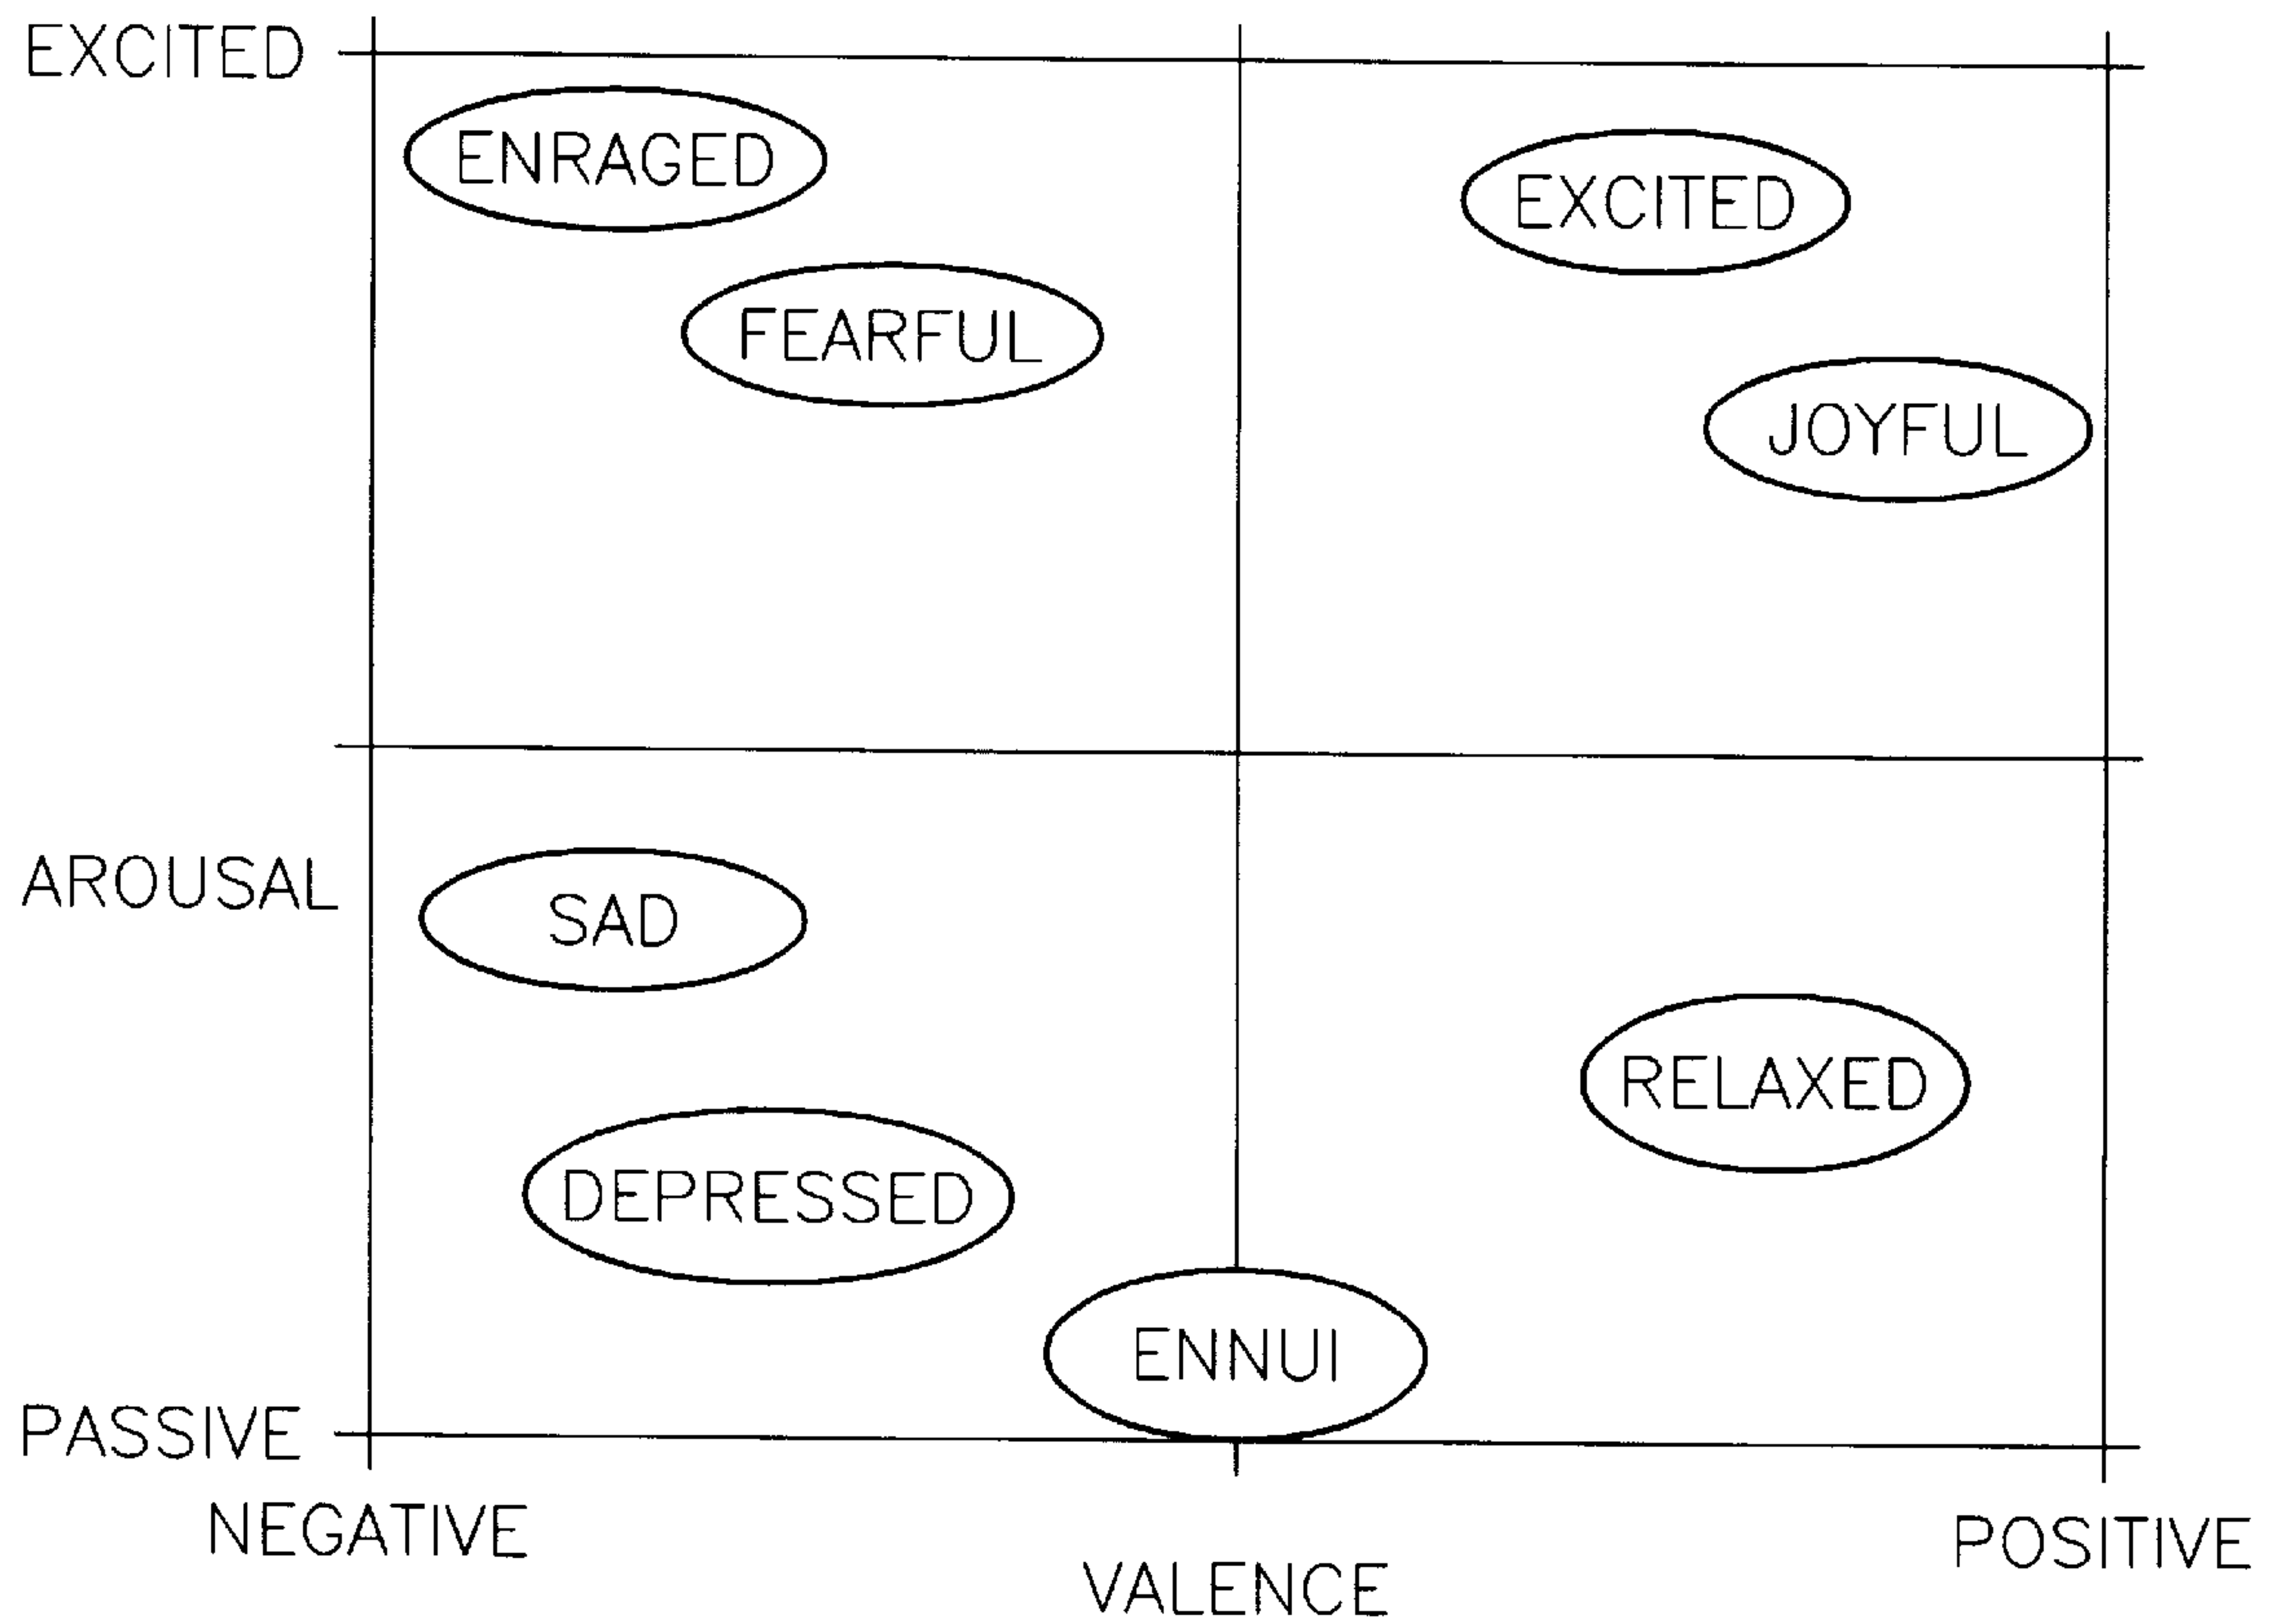 EXCITED
ENRAGED
EXCITED
FEARFUL
JOYFUL
AROUSAL
SAD
RELAXED
DEPRESSED
ENNUI
PASSIVE
NEGATIVE
POSITIVE
VALENCE